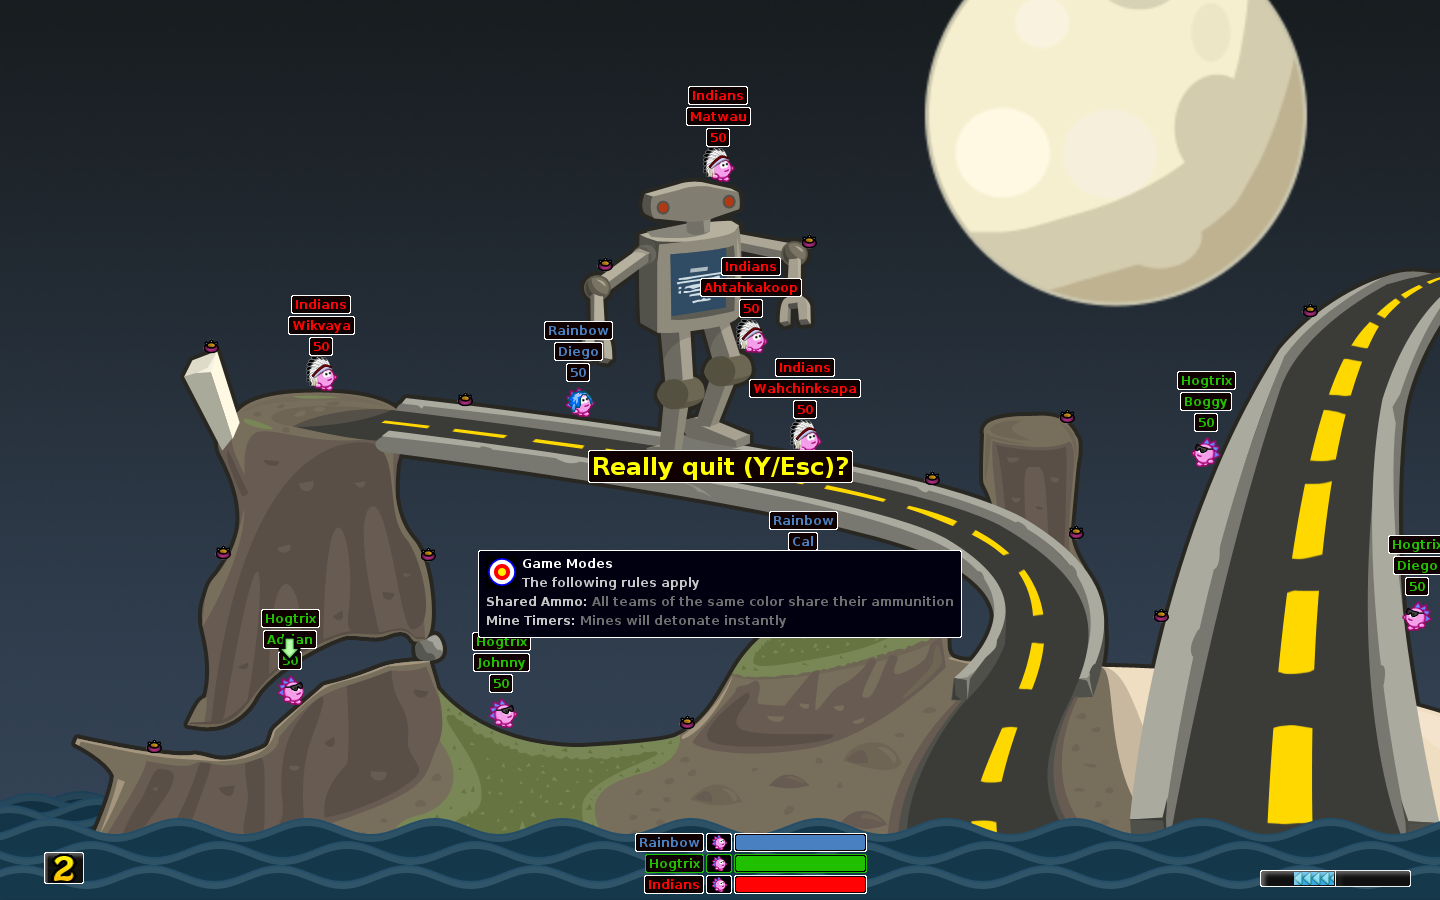 Indians
Matwau
50
Indians
Ahtahkakoop
50
Indians
Wikvaya
50
Rainbow
Diego
50
Indians
Wahchinksapa
50
Hogtrix
Boggy
50
Really quit (Y/Esc)?
Rainbow
Cal
Hogtrix
Diego
50
Game Modes
The following rules apply
Shared Ammo: All teams of the same color share their ammunition
Mine Timers: Mines will detonate instantly
Hogtrix
Adrian
50
Hogtrix
Johnny
50
2
Rainbow
Hogtrix
Indians